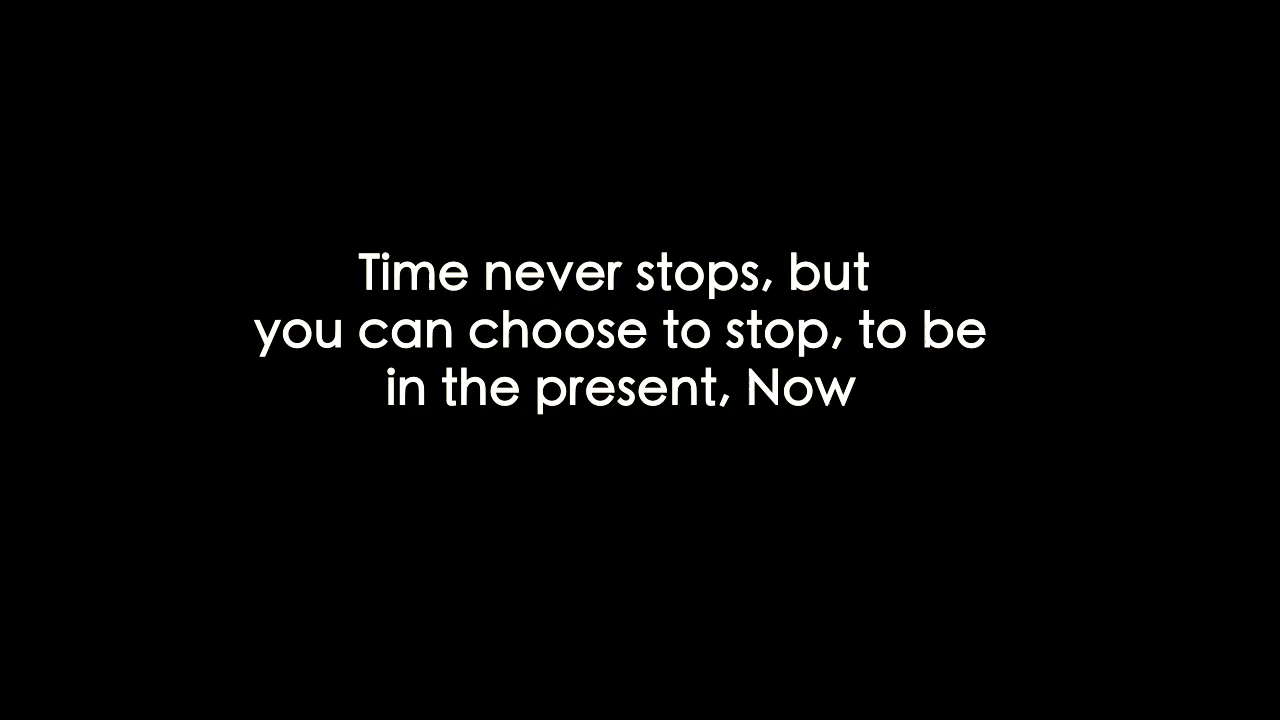 Time never stops, but
you can choose to stop, to be
in the present, Now